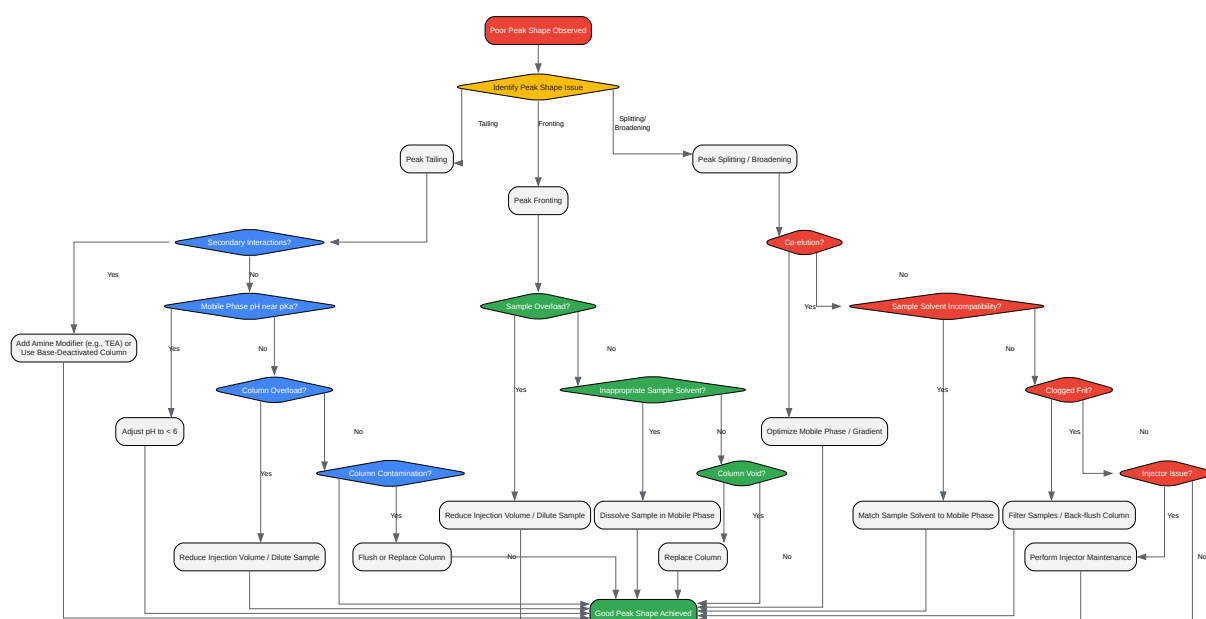 Poor Peak Shape Observed
Identify Peak Shape Issue
Tailing
Fronting
Splitting/
Broadening
Peak Tailing
Peak Splitting / Broadening
Peak Fronting
Secondary Interactions?
Co-elution?
Yes
No
No
Mobile Phase pH near pKa?
Sample Overload?
Yes
Sample Solvent Incompatibility?
Add Amine Modifier (e.g., TEA) or
Use Base-Deactivated Column
Yes
No
No
No
Column Overload?
Yes
Inappropriate Sample Solvent?
Yes
Clogged Frit?
Adjust pH to < 6
No
Yes
No
Optimize Mobile Phase / Gradient
Yes
No
Yes
Column Contamination?
Column Void?
Injector Issue?
Yes
Reduce Injection Volume / Dilute Sample
Dissolve Sample in Mobile Phase
Yes
Match Sample Solvent to Mobile Phase
Filter Samples / Back-flush Column
Yes
Reduce Injection Volume / Dilute Sample
Flush or Replace Column
No
Replace Column
No
Perform Injector Maintenance
No
Good Peak Shape Achieved